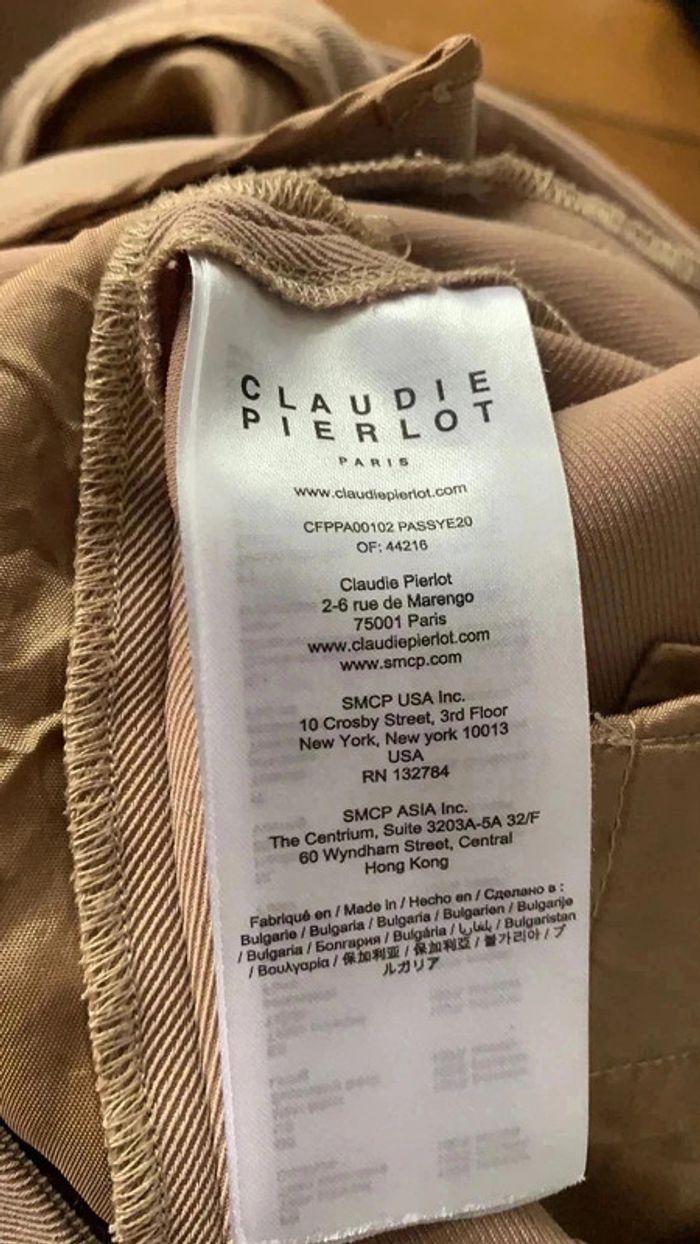 CLAUDIE
PIERLOT
PARIS
www.claudiepierlot.com
CFPPA00102 PASSYE20
OF: 44216
Claudie Pierlot
2-6 rue de Marengo
75001 Paris
www.claudiepierlot.com
www.smcp.com
SMCP USA Inc.
10 Crosby Street, 3rd Floor
New York, New york 10013
USA
RN 132784
SMCP ASIA Inc.
The Centrium, Suite 3203A-5A 32/F
60 Wyndham Street, Central
Hong Kong
Fabriqué en / Made in / Hecho en / Сделано в :
Bulgarie / Bulgaria / Bulgaria / Bulgarien / Bulgarije
/ Bulgaria / Болгария / Bulgária / بلغاريا / Bulgaristan
/ Βουλγαρία / 保加利亚 / 保加利亞 / 불가리아 / ブ
ルガリア